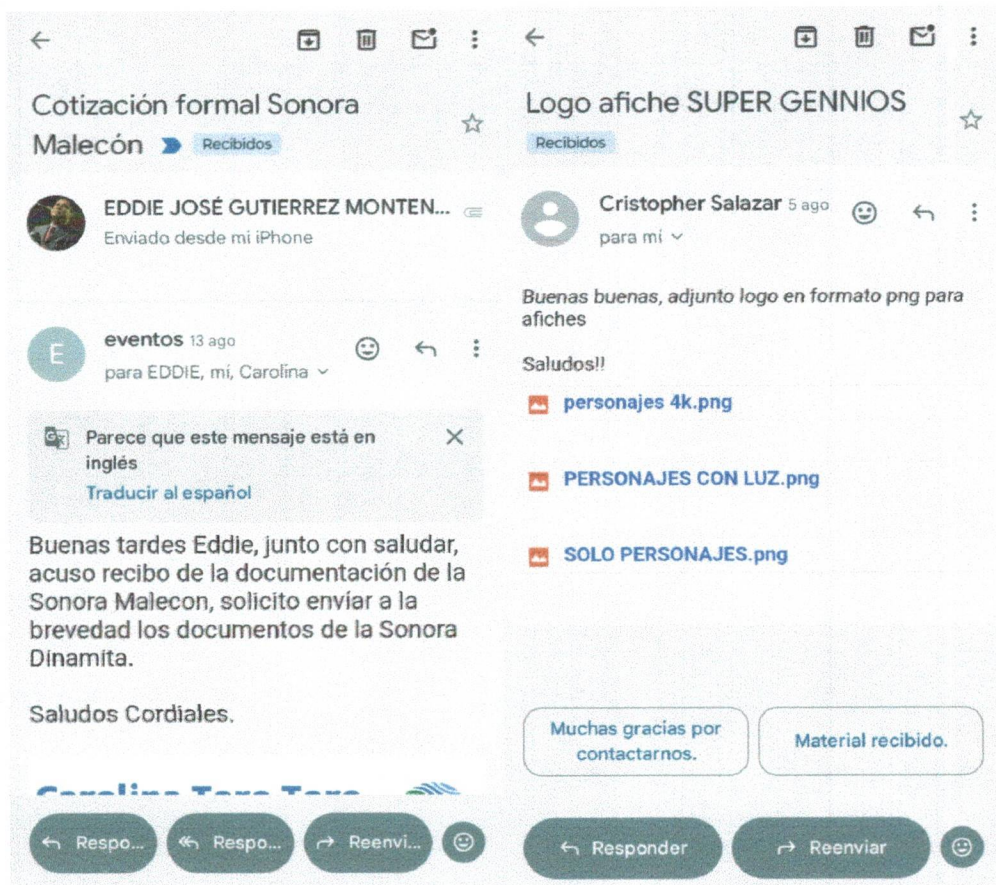 Cotización formal Sonora
Malecón Recibidos
EDDIE JOSÉ GUTIERREZ MONTEN...
Enviado desde mi iPhone
E
eventos 13 ago
para EDDIE, mí, Carolina
Parece que este mensaje está en
inglés
Traducir al español
Buenas tardes Eddie, junto con saludar,
acuso recibo de la documentación de la
Sonora Malecon, solicito envíar a la
brevedad los documentos de la Sonora
Dinamita.
Saludos Cordiales.
Carolina Toro Toro
Respo...
Respo...
Reenvi...
Logo afiche SUPER GENNIOS
Recibidos
Cristopher Salazar 5 ago
para mí
Buenas buenas, adjunto logo en formato png para
afiches
Saludos!!
personajes 4k.png
PERSONAJES CON LUZ.png
SOLO PERSONAJES.png
Muchas gracias por
contactarnos.
Material recibido.
Responder
Reenviar